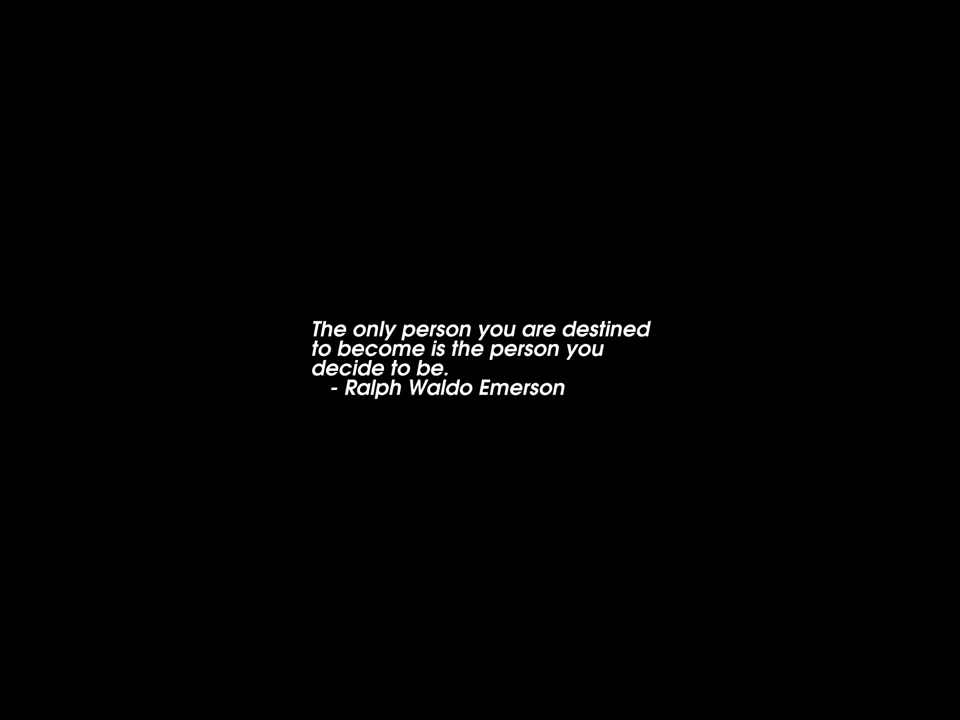 The only person you are destined
to become is the person you
decide to be.
- Ralph Waldo Emerson